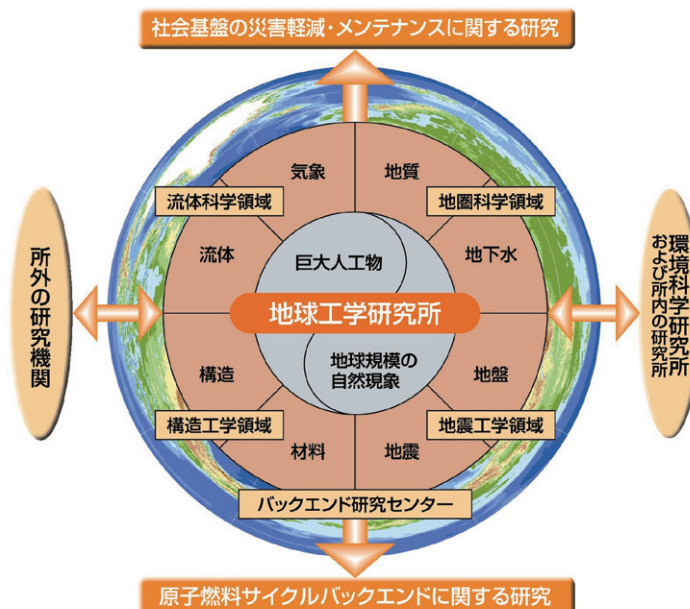 社会基盤の災害軽減・メンテナンスに関する研究
気象
地質
流体科学領域
地圏科学領域
流体
巨大人工物
地下水
所外の研究機関
地球工学研究所
環境科学研究所
および所内の研究所
構造
地球規模の
自然現象
地盤
構造工学領域
地震工学領域
材料
地震
バックエンド研究センター
原子燃料サイクルバックエンドに関する研究